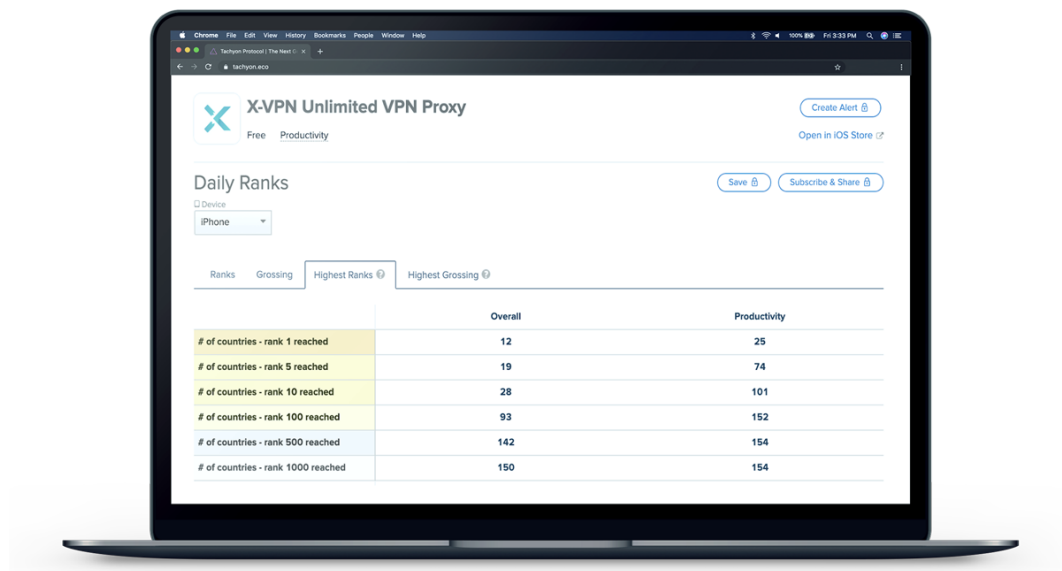 Chrome File Edit View History Bookmarks People Window Help 100% Fri 3:33 PM
Tachyon Protocol | The Next G
tachyon.eco
X-VPN Unlimited VPN Proxy
Create Alert
Free Productivity
Open in iOS Store
Daily Ranks
Save Subscribe & Share
Device
iPhone
Ranks Grossing Highest Ranks ? Highest Grossing ?
Overall Productivity
# of countries - rank 1 reached 12 25
# of countries - rank 5 reached 19 74
# of countries - rank 10 reached 28 101
# of countries - rank 100 reached 93 152
# of countries - rank 500 reached 142 154
# of countries - rank 1000 reached 150 154